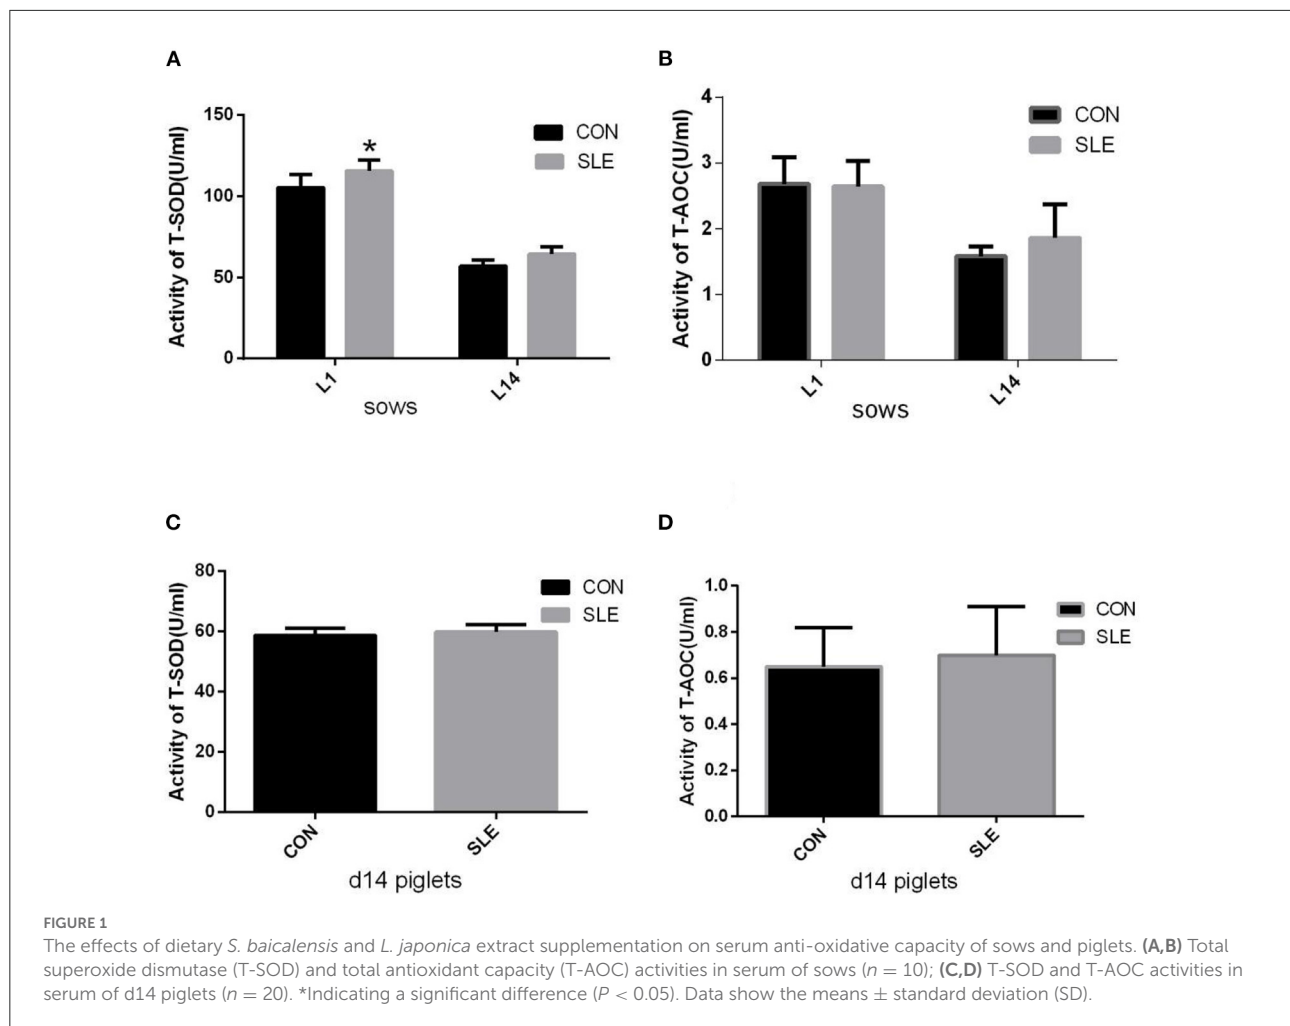 A
Activity of T-SOD(U/ml)
150
100
50
0
*
CON
SLE
L1
L14
sows
B
Activity of T-AOC(U/ml)
4
3
2
1
0
CON
SLE
L1
L14
sows
C
Activity of T-SOD(U/ml)
80
60
40
20
0
CON
SLE
CON
SLE
d14 piglets
D
Activity of T-AOC(U/ml)
1.0
0.8
0.6
0.4
0.2
0.0
CON
SLE
CON
SLE
d14 piglets
FIGURE 1
The effects of dietary S. baicalensis and L. japonica extract supplementation on serum anti-oxidative capacity of sows and piglets. (A,B) Total
superoxide dismutase (T-SOD) and total antioxidant capacity (T-AOC) activities in serum of sows (n = 10); (C,D) T-SOD and T-AOC activities in
serum of d14 piglets (n = 20). *Indicating a significant difference (P < 0.05). Data show the means ± standard deviation (SD).